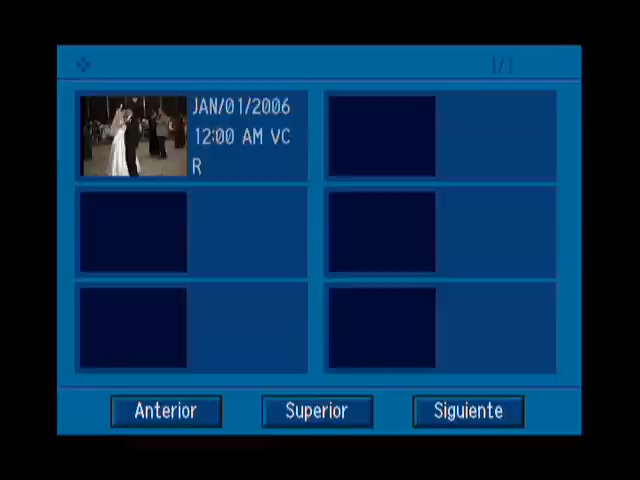 1/1
JAN/01/2006
12:00 AM VC
R
Anterior
Superior
Siguiente